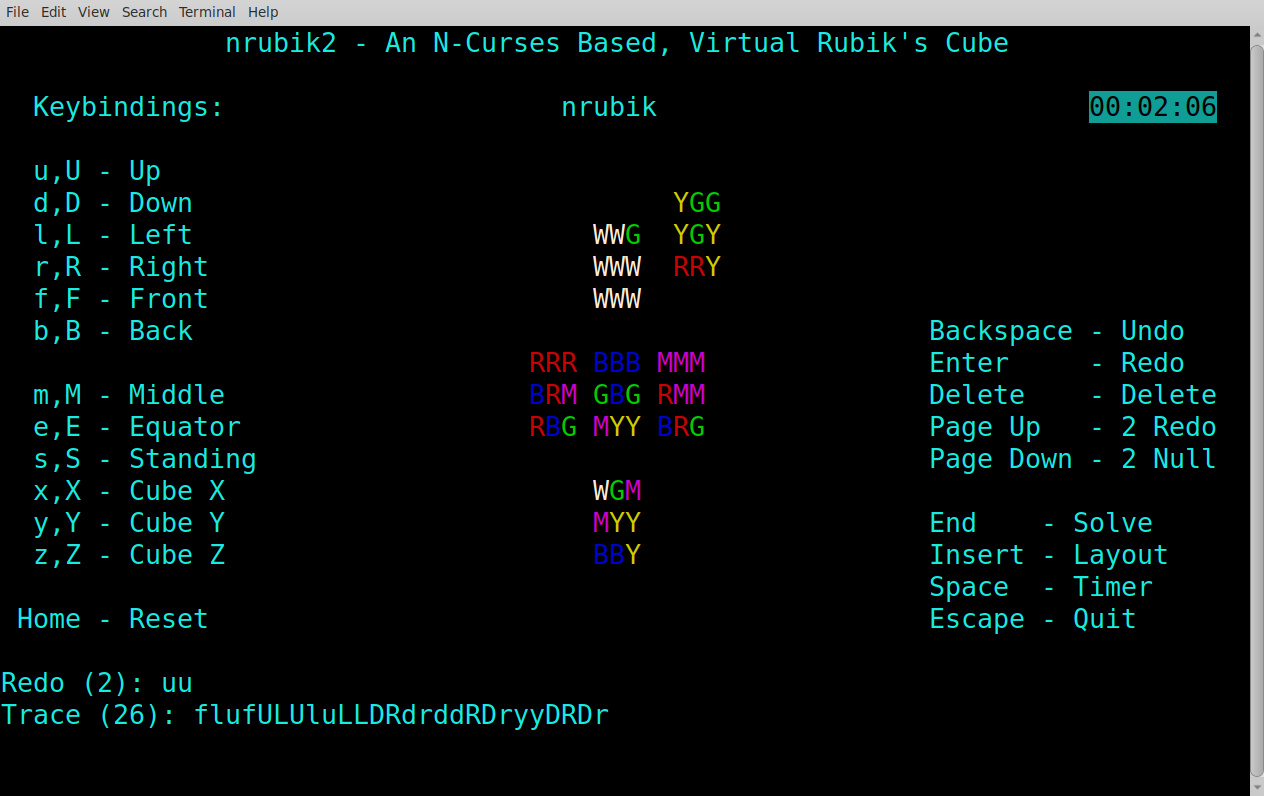 File Edit View Search Terminal Help
nrubik2 - An N-Curses Based, Virtual Rubik's Cube
Keybindings: nrubik 00:02:06
u,U - Up
d,D - Down YGG
l,L - Left WWG YGY
r,R - Right WWW RRY
f,F - Front WWW
b,B - Back Backspace - Undo
RRR BBB MMM Enter - Redo
m,M - Middle BRM GBG RMM Delete - Delete
e,E - Equator RBG MYY BRG Page Up - 2 Redo
s,S - Standing Page Down - 2 Null
x,X - Cube X WGM
y,Y - Cube Y MYY End - Solve
z,Z - Cube Z BBY Insert - Layout
Space - Timer
Home - Reset Escape - Quit
Redo (2): uu
Trace (26): flufULUluLLDRdrddRDryyDRDr